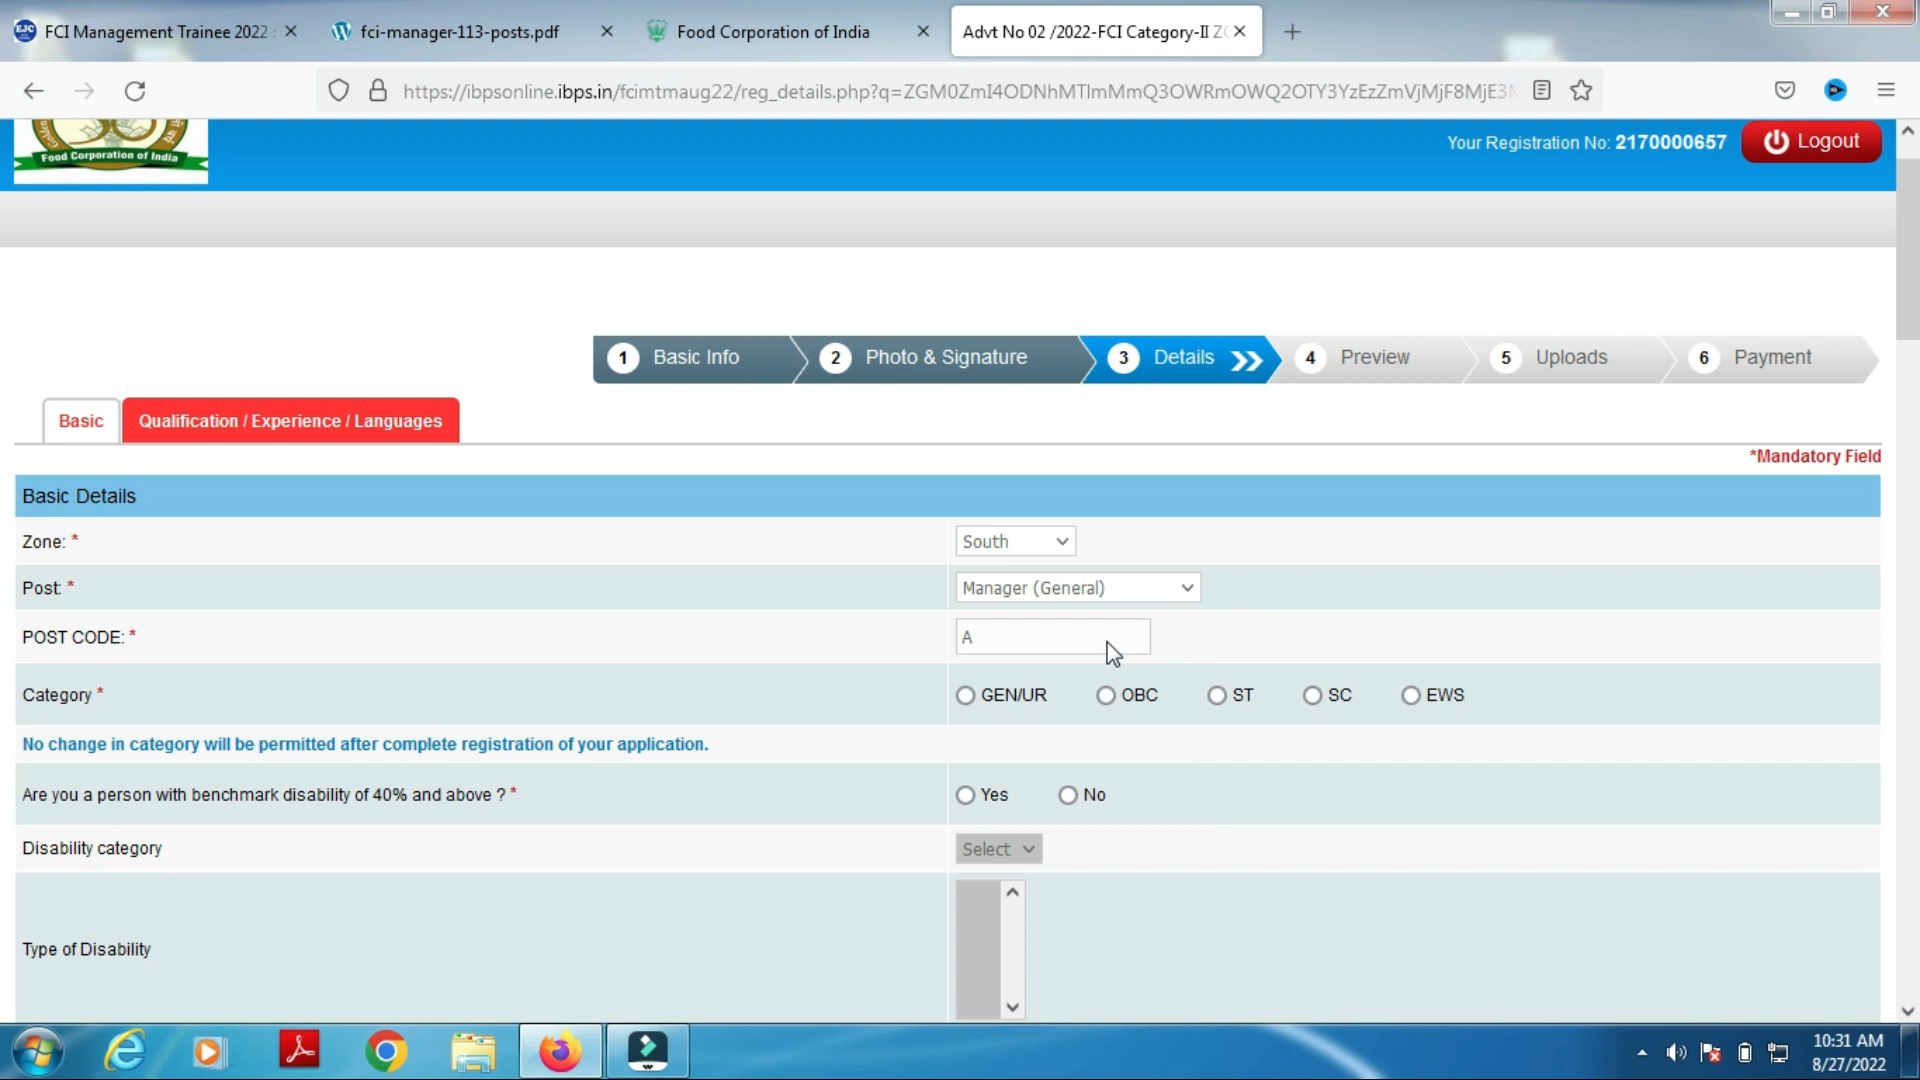 FCI Management Trainee 2022 :
fci-manager-113-posts.pdf
Food Corporation of India
Advt No 02 /2022-FCI Category-II
https://ibpsonline.ibps.in/fcimtmaug22/reg_details.php?q=
Food Corporation of India
Your Registration No: 2170000657
Logout
1 Basic Info
2 Photo & Signature
3 Details
4 Preview
5 Uploads
6 Payment
Basic
Qualification / Experience / Languages
*Mandatory Field
Basic Details
Zone: *
South
Post: *
Manager (General)
POST CODE: *
A
Category *
GEN/UR OBC ST SC EWS
No change in category will be permitted after complete registration of your application.
Are you a person with benchmark disability of 40% and above ? *
Yes No
Disability category
Select
Type of Disability
10:31 AM
8/27/2022